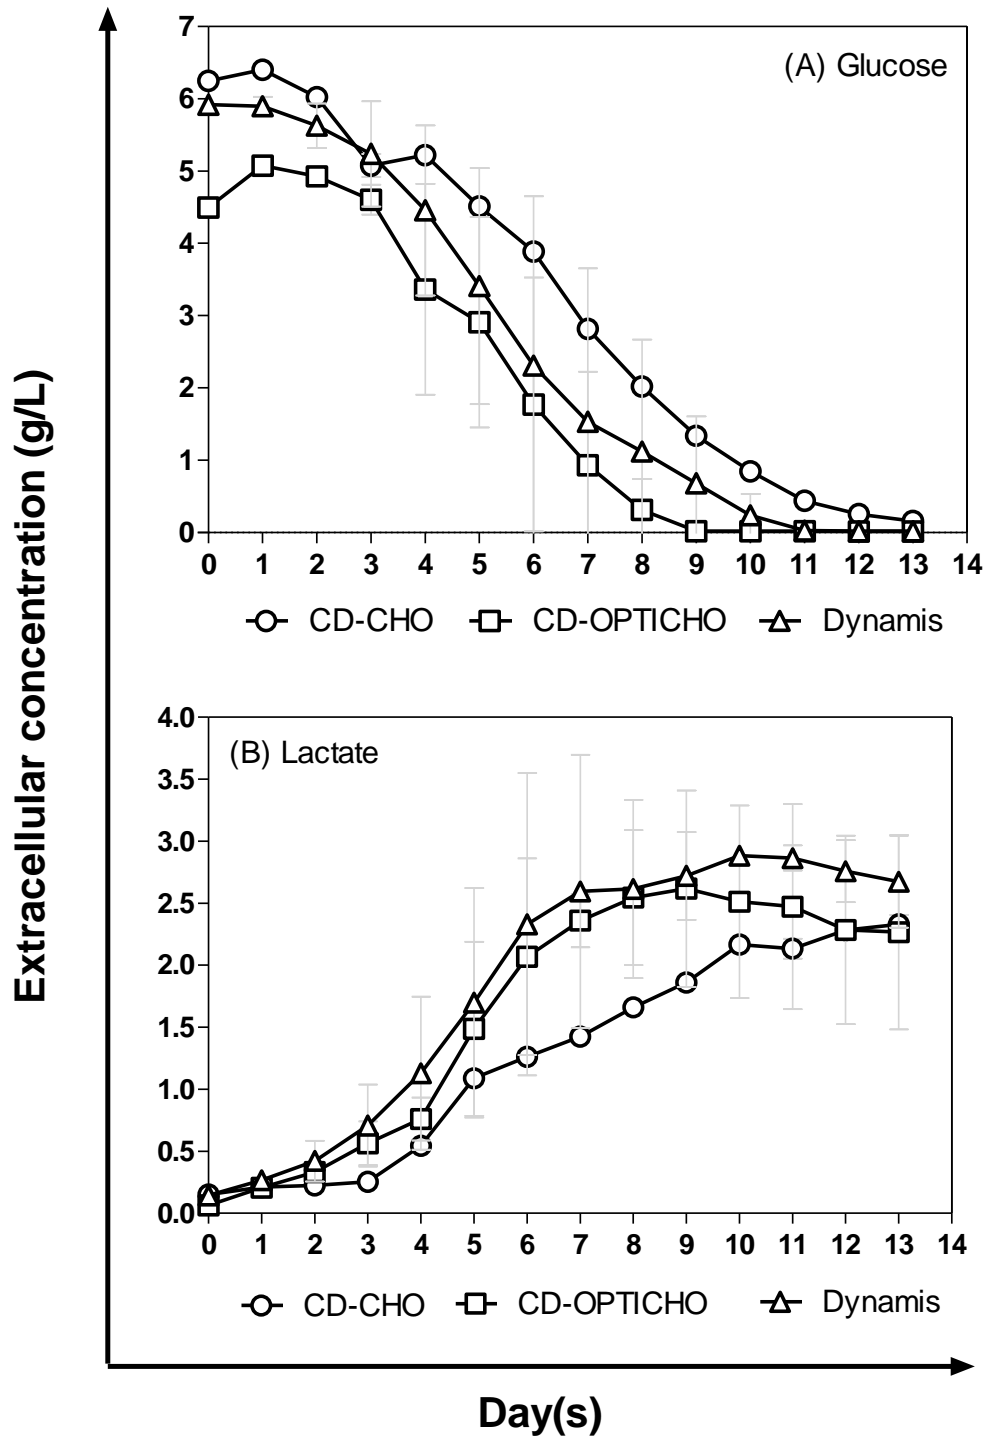 Extracellular concentration (g/L)
7
6
5
4
3
2
1
0
(A) Glucose
0 1 2 3 4 5 6 7 8 9 10 11 12 13 14
CD-CHO CD-OPTICHO Dynamis
4.0
3.5
3.0
2.5
2.0
1.5
1.0
0.5
0.0
(B) Lactate
0 1 2 3 4 5 6 7 8 9 10 11 12 13 14
CD-CHO CD-OPTICHO Dynamis
Day(s)